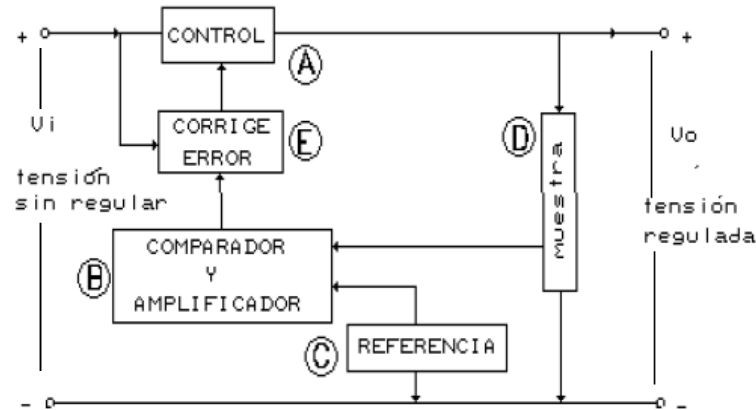 + CONTROL +
A
Vi
CORRIGE
ERROR
E
D
muestra
Vo
tensión
sin regular
tensión
regulada
COMPARADOR
Y
AMPLIFICADOR
B
REFERENCIA
C
- -